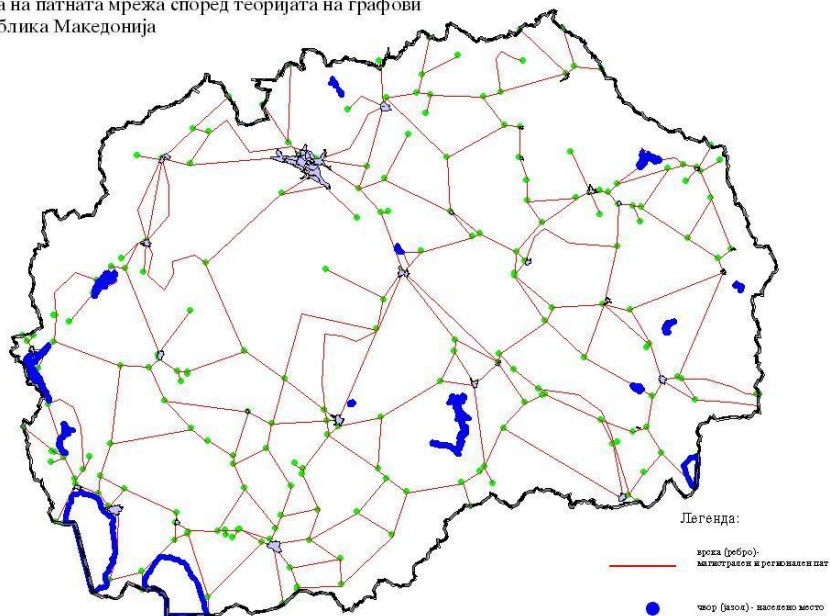 а на патната мрежа според теоријата на графови
блика Македонија
Легенда:
врска (ребро)-
магистрален и регионален пат
чвор (јазол) - населено место